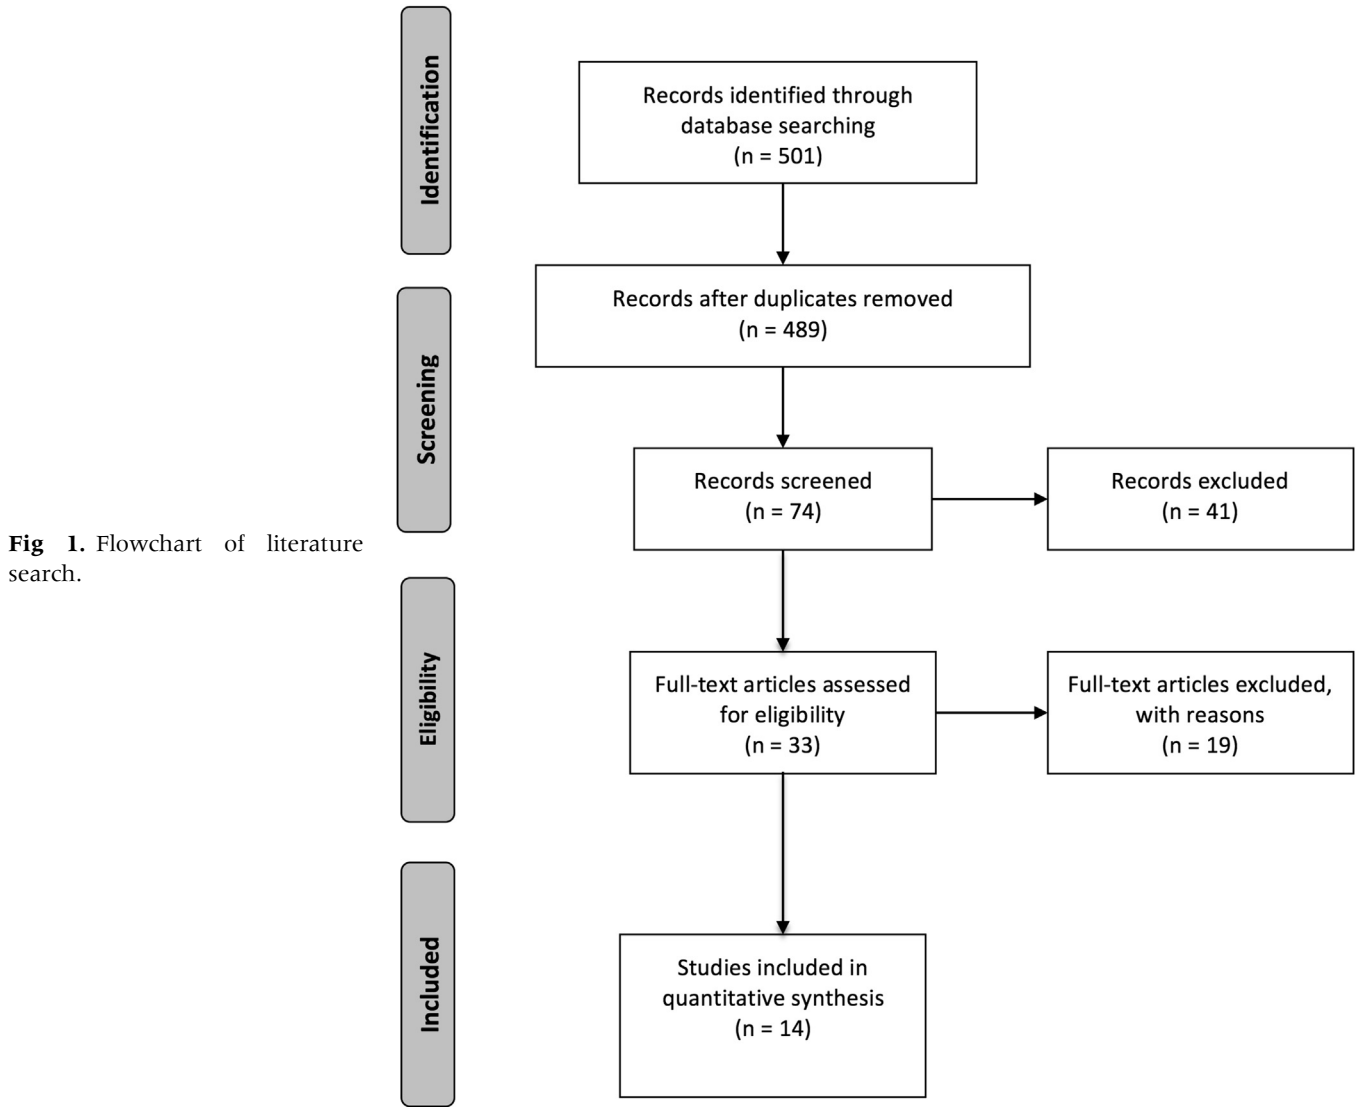 Identification
Records identified through
database searching
(n = 501)
Records after duplicates removed
(n = 489)
Screening
Records screened
(n = 74)
Records excluded
(n = 41)
Fig 1. Flowchart of literature
search.
Eligibility
Full-text articles assessed
for eligibility
(n = 33)
Full-text articles excluded,
with reasons
(n = 19)
Included
Studies included in
quantitative synthesis
(n = 14)